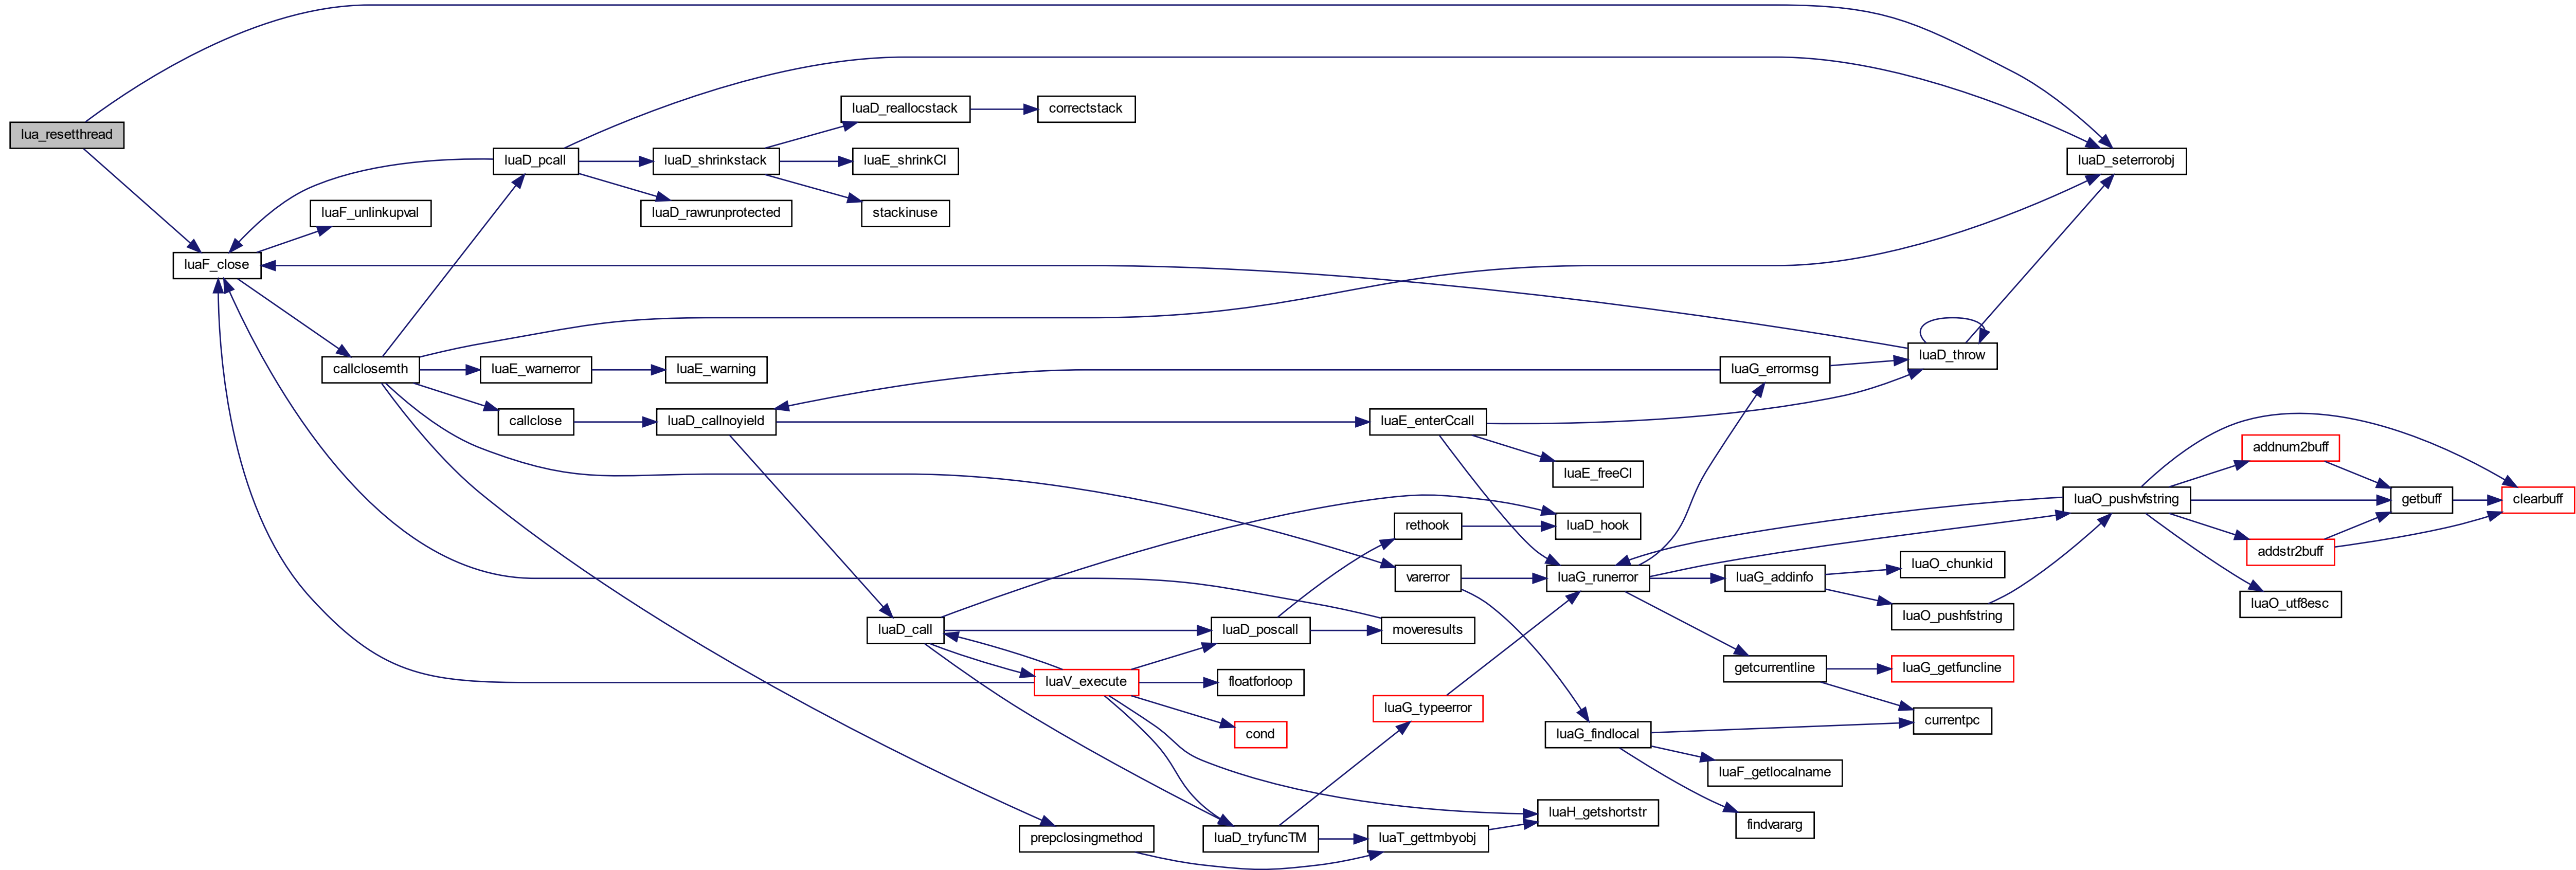 lua_resetthread
luaF_close
luaF_unlinkupval
callclosemth
luaD_pcall
luaE_warnerror
callclose
luaD_shrinkstack
luaD_rawrunprotected
luaE_warning
luaD_callnoyield
luaD_reallocstack
luaE_shrinkCI
stackinuse
luaD_call
correctstack
luaV_execute
prepclosingmethod
luaD_poscall
floatforloop
cond
luaD_tryfuncTM
luaE_enterCcall
rethook
varerror
moveresults
luaG_typeerror
luaT_gettmbyobj
luaE_freeCI
luaD_hook
luaG_runerror
luaG_findlocal
luaH_getshortstr
luaG_errormsg
luaG_addinfo
getcurrentline
luaF_getlocalname
findvararg
luaD_throw
luaO_chunkid
luaO_pushfstring
luaG_getfuncline
currentpc
luaD_seterrorobj
luaO_pushvfstring
addnum2buff
addstr2buff
luaO_utf8esc
getbuff
clearbuff